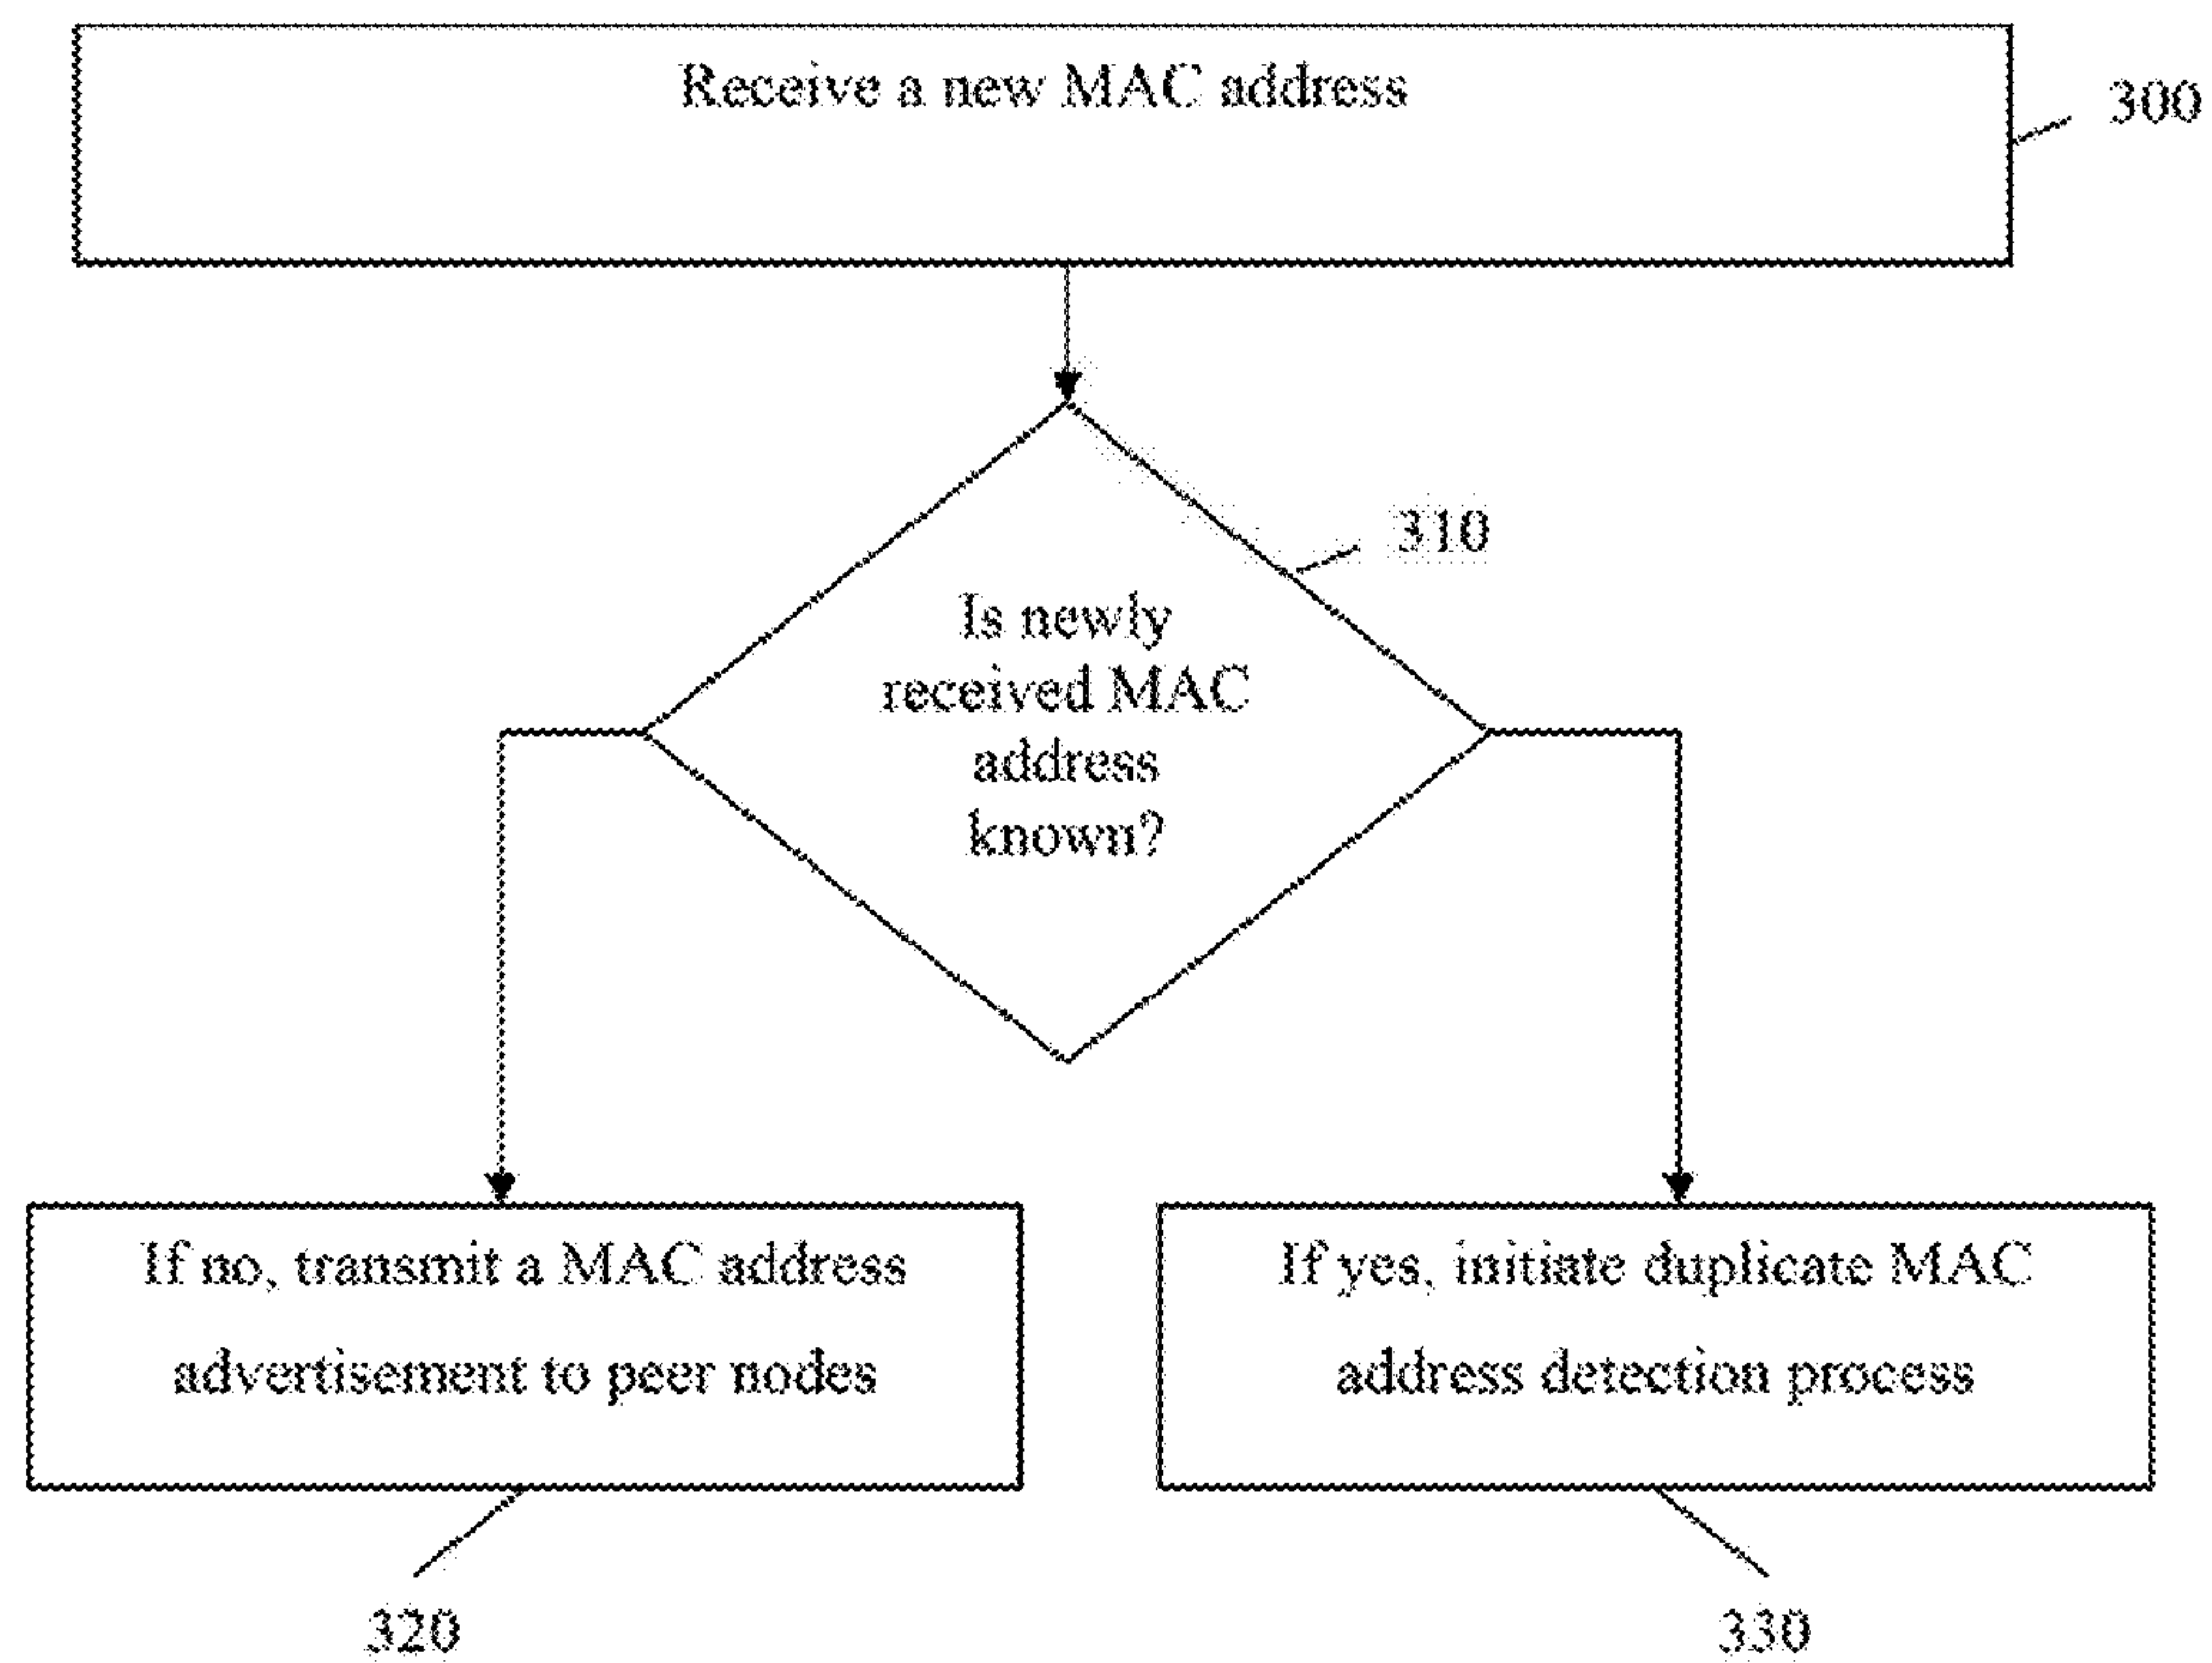 Receive a new MAC address
300
310
Is newly
received MAC
address
known?
If no, transmit a MAC address
advertisement to peer nodes
If yes, initiate duplicate MAC
address detection process
320
330